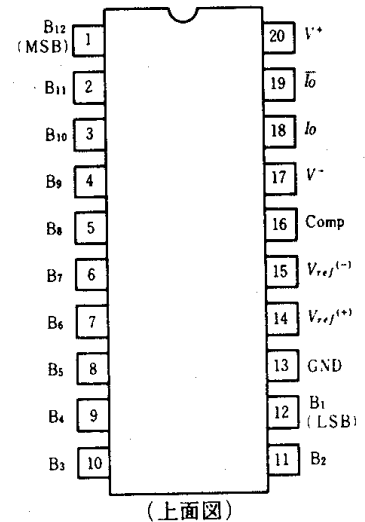 B₁₂ (MSB) 1
B₁₁ 2
B₁₀ 3
B₉ 4
B₈ 5
B₇ 6
B₆ 7
B₅ 8
B₄ 9
B₃ 10
20 V⁺
19 I̅o̅
18 Io
17 V⁻
16 Comp
15 Vref⁽⁻⁾
14 Vref⁽⁺⁾
13 GND
12 B₁ (LSB)
11 B₂
(上面図)